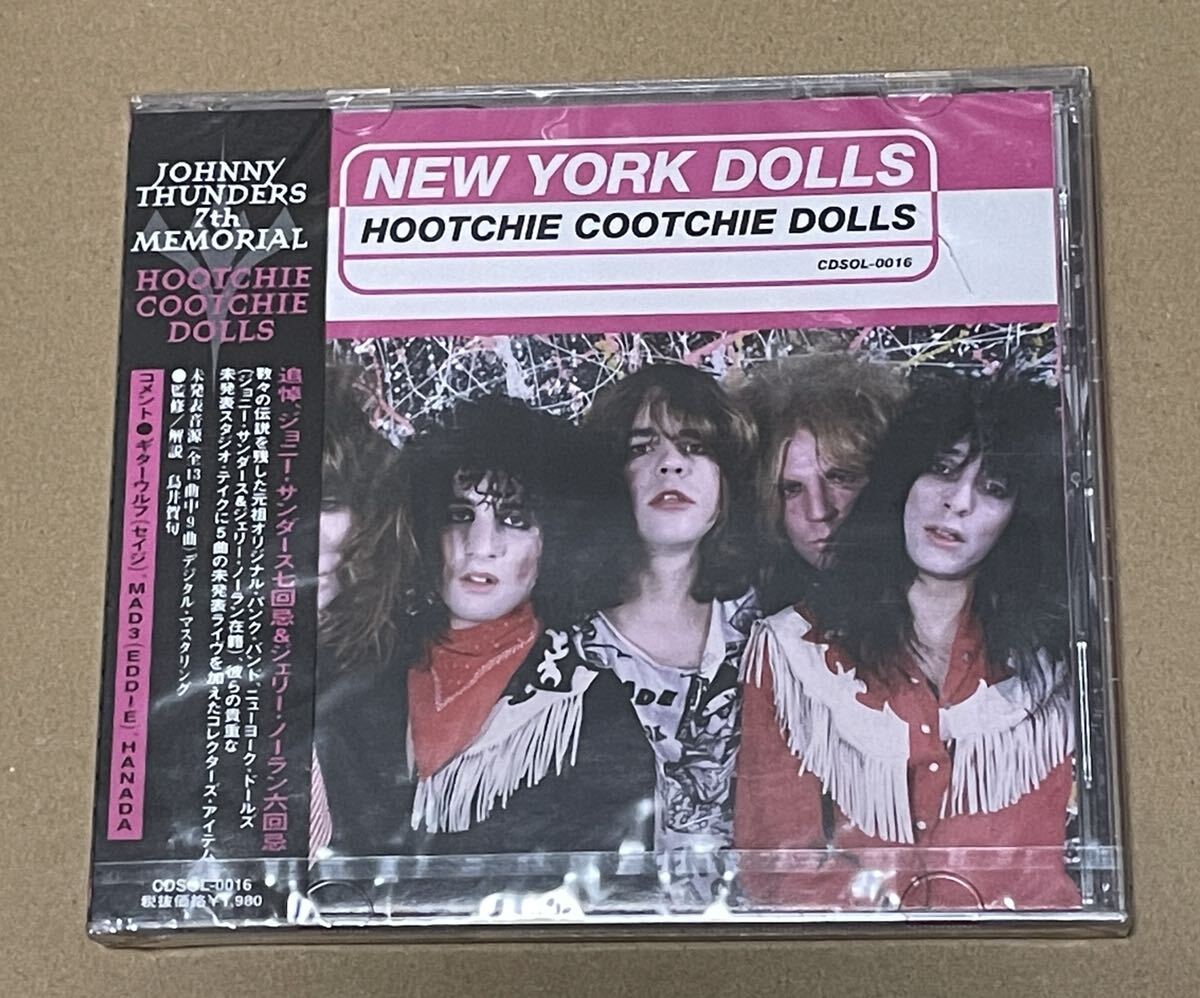 JOHNNY
THUNDERS
7th
MEMORIAL
HOOTCHIE
COOTCHIE
DOLLS
追悼、ジョニー・サンダース七回忌&ジェリー・ノーラン六回忌
数々の伝説を残した元祖オリジナル・パンク・バンド、ニューヨーク・ドールズ
(ジョニー・サンダース&ジェリー・ノーラン在籍)、彼らの貴重な
未発表スタジオ・テイクに5曲の未発表ライヴを加えたコレクターズ・アイテム
未発表音源(全13曲中9曲)デジタル・マスタリング
●監修/解説 鳥井賀句
コメント●ギターウルフ(セイジ)、MAD3(EDDIE)、HANADA
CDSOL-0016
税抜価格¥1,980
NEW YORK DOLLS
HOOTCHIE COOTCHIE DOLLS
CDSOL-0016